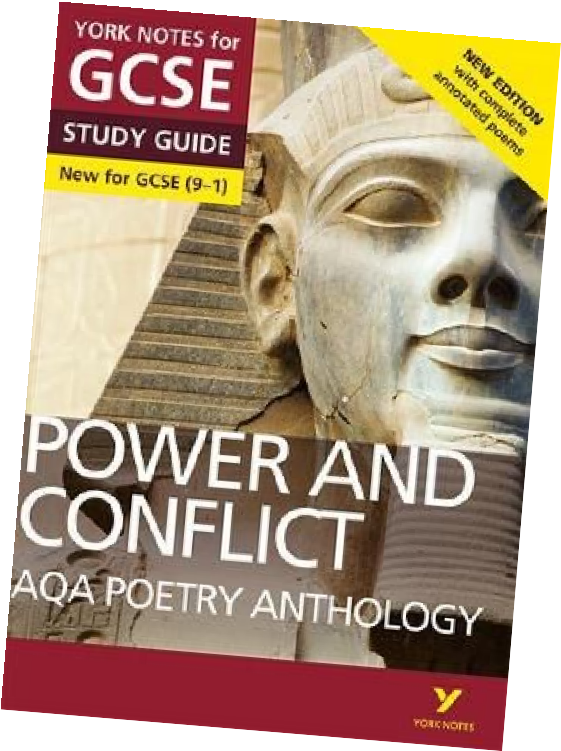 YORK NOTES for
GCSE
STUDY GUIDE
New for GCSE (9–1)
NEW EDITION
with complete
annotated poems
POWER AND
CONFLICT
AQA POETRY ANTHOLOGY
YORK NOTES